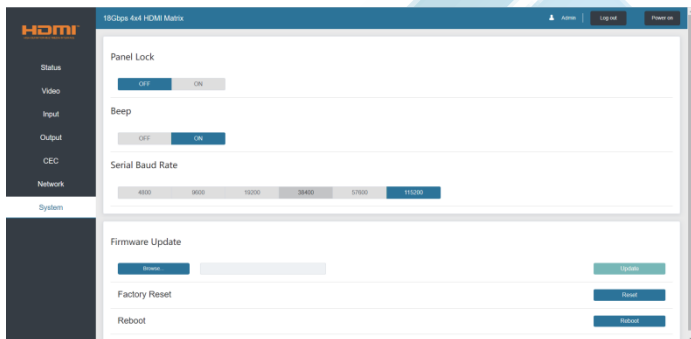 HDMI
18Gbps 4x4 HDMI Matrix
Admin
Log out
Power on
Status
Video
Input
Output
CEC
Network
System
Panel Lock
OFF ON
Beep
OFF ON
Serial Baud Rate
4800 9600 19200 38400 57600 115200
Firmware Update
Browse...
Update
Factory Reset
Reset
Reboot
Reboot